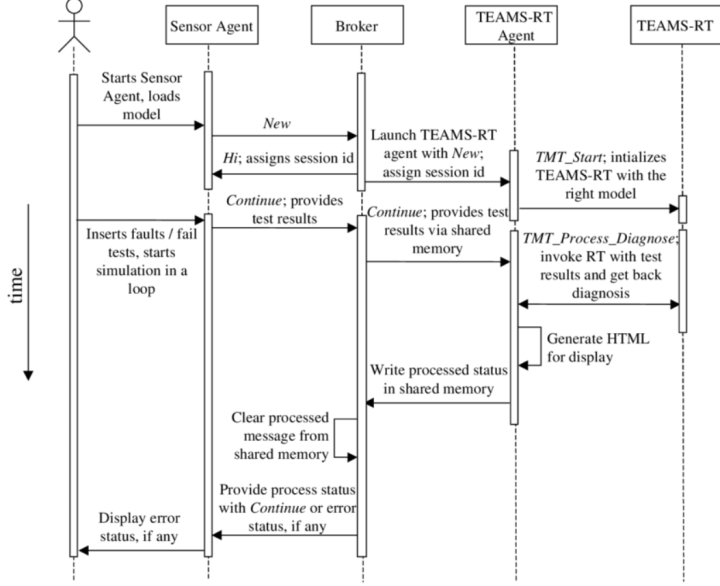 Sensor Agent
Broker
TEAMS-RT
Agent
TEAMS-RT
Starts Sensor
Agent, loads
model
New
Hi; assigns session id
Launch TEAMS-RT
agent with New;
assign session id
TMT_Start; intializes
TEAMS-RT with the
right model
time
Inserts faults / fail
tests, starts
simulation in a
loop
Continue; provides
test results
Continue; provides test
results via shared
memory
TMT_Process_Diagnose;
invoke RT with test
results and get back
diagnosis
Generate HTML
for display
Write processed status
in shared memory
Clear processed
message from
shared memory
Provide process status
with Continue or error
status, if any
Display error
status, if any